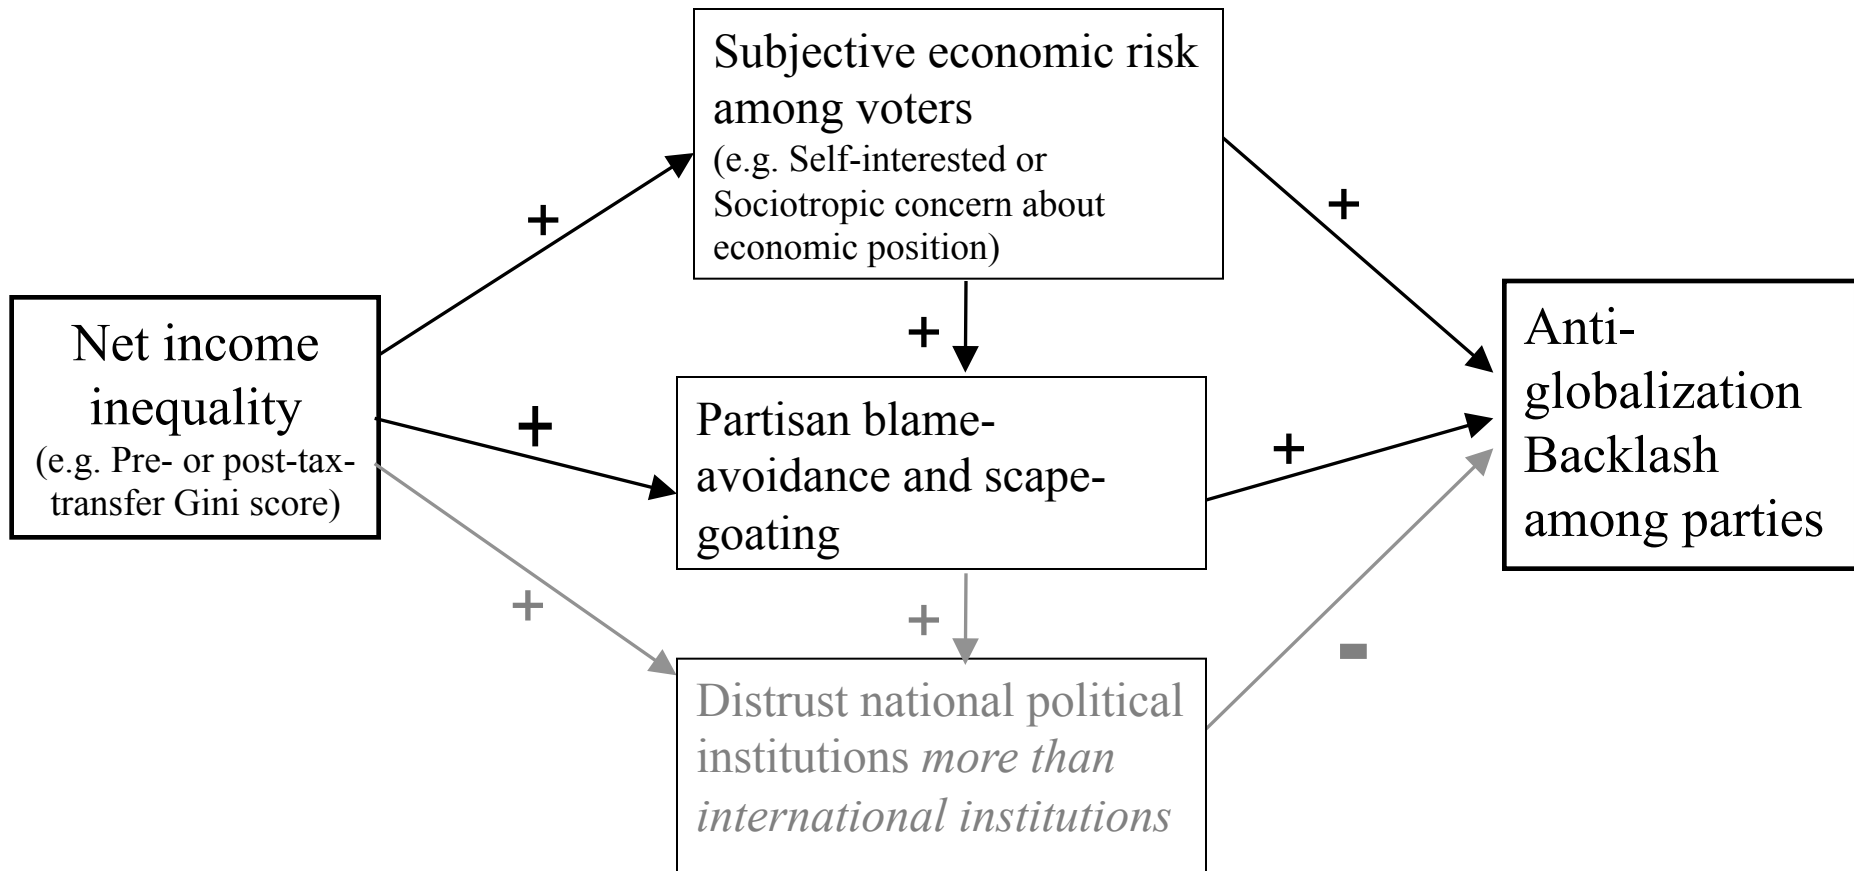 Subjective economic risk
among voters
(e.g. Self-interested or
Sociotropic concern about
economic position)
+
+
+
Net income
inequality
(e.g. Pre- or post-tax-
transfer Gini score)
+
Partisan blame-
avoidance and scape-
goating
+
Anti-
globalization
Backlash
among parties
+
+
-
Distrust national political
institutions more than
international institutions